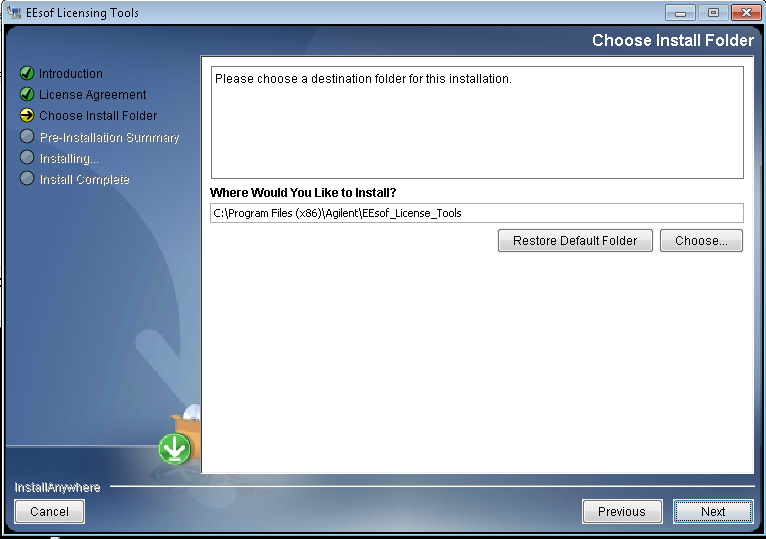 EEsof Licensing Tools
Choose Install Folder
Introduction
License Agreement
Choose Install Folder
Pre-Installation Summary
Installing...
Install Complete
Please choose a destination folder for this installation.
Where Would You Like to Install?
C:\Program Files (x86)\Agilent\EEsof_License_Tools
Restore Default Folder
Choose...
InstallAnywhere
Cancel
Previous
Next